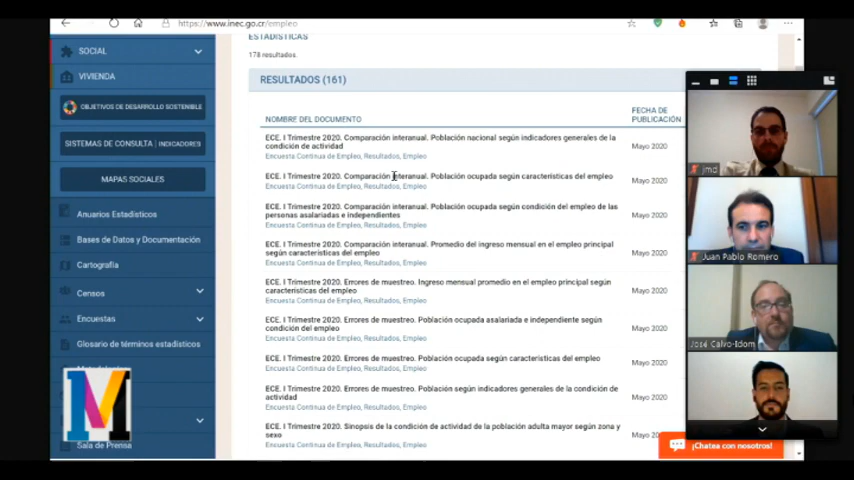 https://www.inec.go.cr/empleo
ESTADÍSTICAS
178 resultados.
RESULTADOS (161)
NOMBRE DEL DOCUMENTO
FECHA DE
PUBLICACIÓN
ECE. I Trimestre 2020. Comparación interanual. Población nacional según indicadores generales de la
condición de actividad
Encuesta Continua de Empleo, Resultados, Empleo
Mayo 2020
ECE. I Trimestre 2020. Comparación interanual. Población ocupada según características del empleo
Encuesta Continua de Empleo, Resultados, Empleo
Mayo 2020
ECE. I Trimestre 2020. Comparación interanual. Población ocupada según condición del empleo de las
personas asalariadas e independientes
Encuesta Continua de Empleo, Resultados, Empleo
Mayo 2020
ECE. I Trimestre 2020. Comparación interanual. Promedio del ingreso mensual en el empleo principal
según características del empleo
Encuesta Continua de Empleo, Resultados, Empleo
Mayo 2020
ECE. I Trimestre 2020. Errores de muestreo. Ingreso mensual promedio en el empleo principal según
características del empleo
Encuesta Continua de Empleo, Resultados, Empleo
Mayo 2020
ECE. I Trimestre 2020. Errores de muestreo. Población ocupada asalariada e independiente según
condición del empleo
Encuesta Continua de Empleo, Resultados, Empleo
Mayo 2020
ECE. I Trimestre 2020. Errores de muestreo. Población ocupada según características del empleo
Encuesta Continua de Empleo, Resultados, Empleo
Mayo 2020
ECE. I Trimestre 2020. Errores de muestreo. Población según indicadores generales de la condición de
actividad
Encuesta Continua de Empleo, Resultados, Empleo
Mayo 2020
ECE. I Trimestre 2020. Sinopsis de la condición de actividad de la población adulta mayor según zona y
sexo
Encuesta Continua de Empleo, Resultados, Empleo
Mayo 20
SOCIAL
VIVIENDA
OBJETIVOS DE DESARROLLO SOSTENIBLE
SISTEMAS DE CONSULTA | INDICADORES
MAPAS SOCIALES
Anuarios Estadísticos
Bases de Datos y Documentación
Cartografía
Censos
Encuestas
Glosario de términos estadísticos
M
Sala de Prensa
jmd
Juan Pablo Romero
José Calvo-Idom
¡Chatea con nosotros!